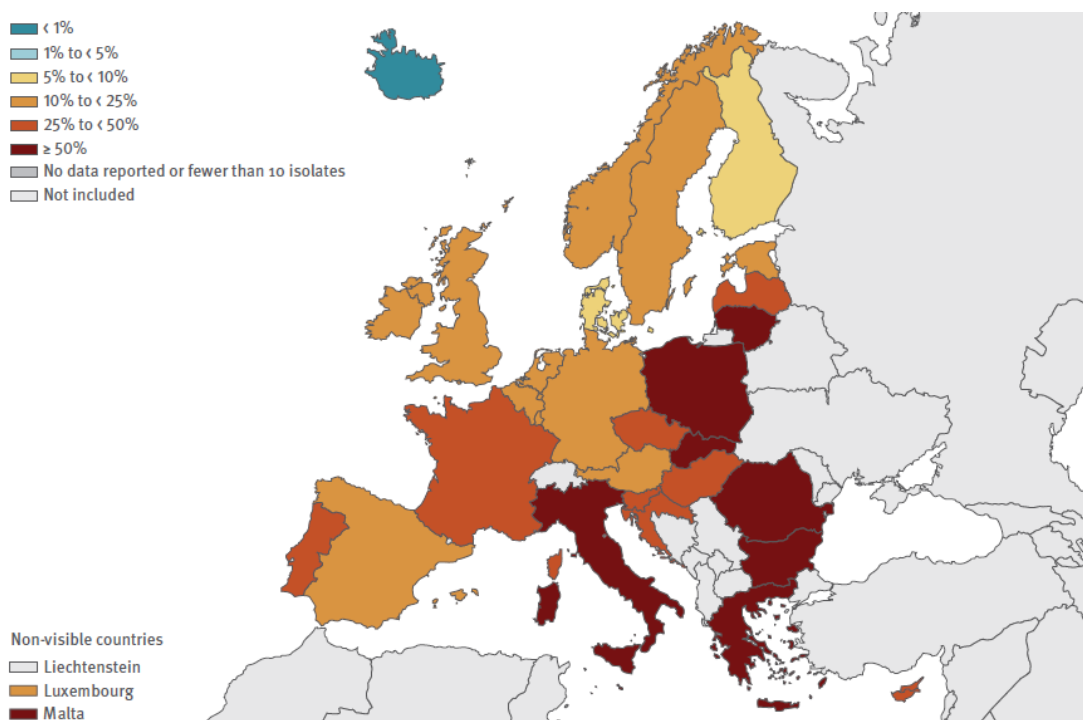 < 1%
1% to < 5%
5% to < 10%
10% to < 25%
25% to < 50%
≥ 50%
No data reported or fewer than 10 isolates
Not included
Non-visible countries
Liechtenstein
Luxembourg
Malta